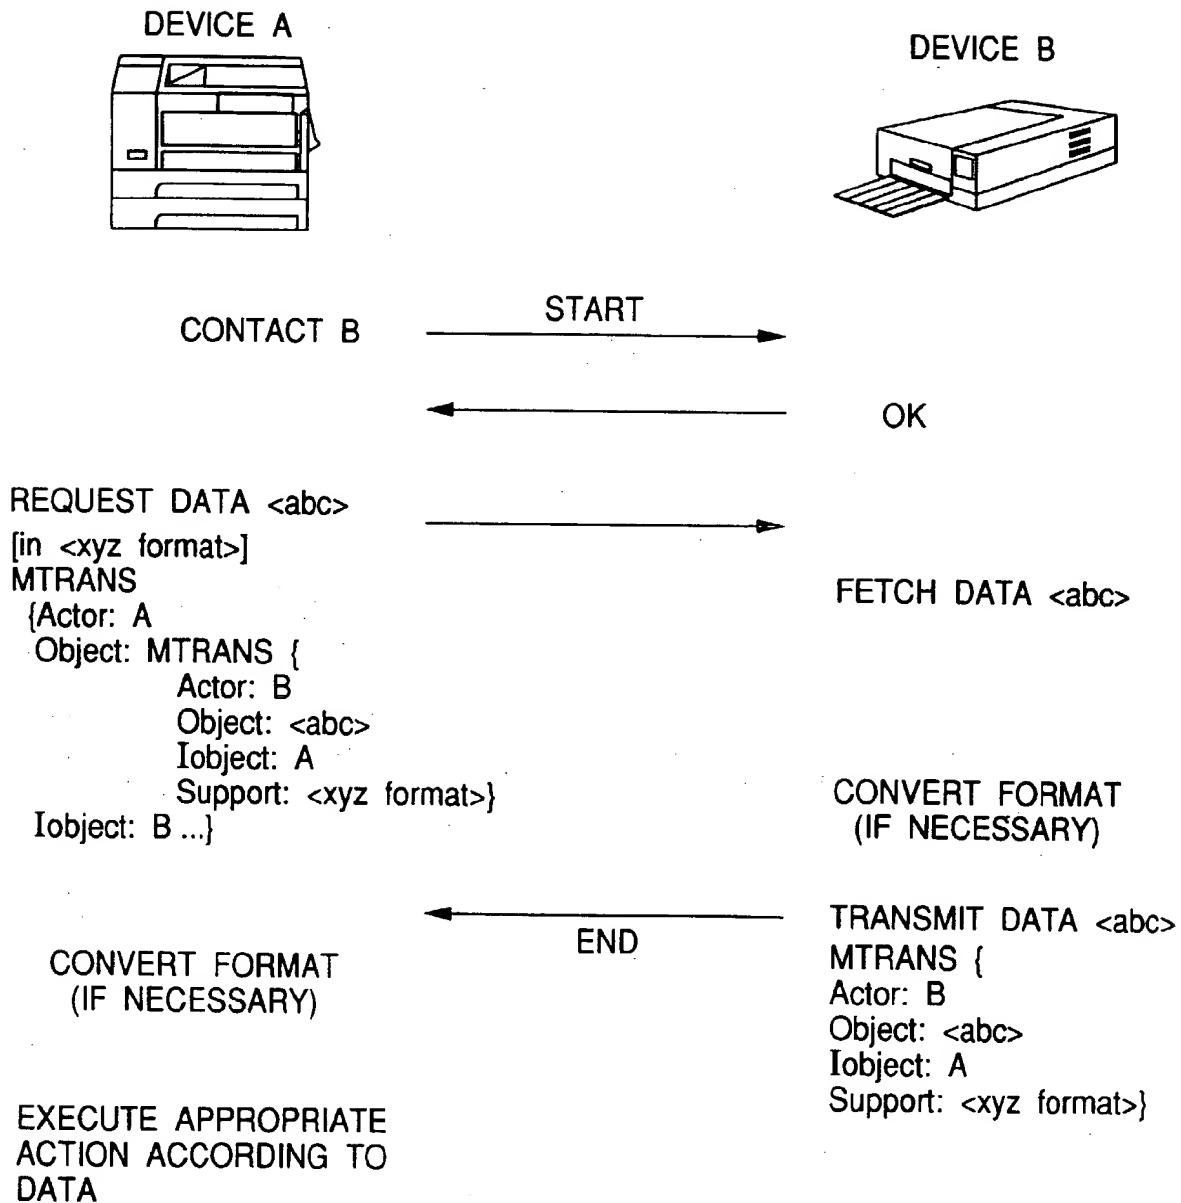 DEVICE A
DEVICE B
CONTACT B
START
OK
REQUEST DATA <abc>
[in <xyz format>]
MTRANS
{Actor: A
Object: MTRANS {
Actor: B
Object: <abc>
Iobject: A
Support: <xyz format>}
Iobject: B ...}
FETCH DATA <abc>
CONVERT FORMAT
(IF NECESSARY)
END
TRANSMIT DATA <abc>
MTRANS {
Actor: B
Object: <abc>
Iobject: A
Support: <xyz format>}
CONVERT FORMAT
(IF NECESSARY)
EXECUTE APPROPRIATE
ACTION ACCORDING TO
DATA